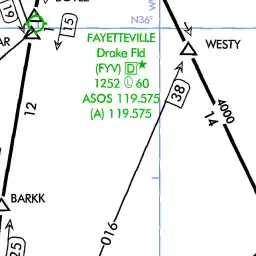 N36°
15
WESTY
FAYETTEVILLE
Drake Fld
(FYV) D★
1252 Ⓛ 60
ASOS 119.575
(A) 119.575
12
38
4000
14
BARKK
016
25